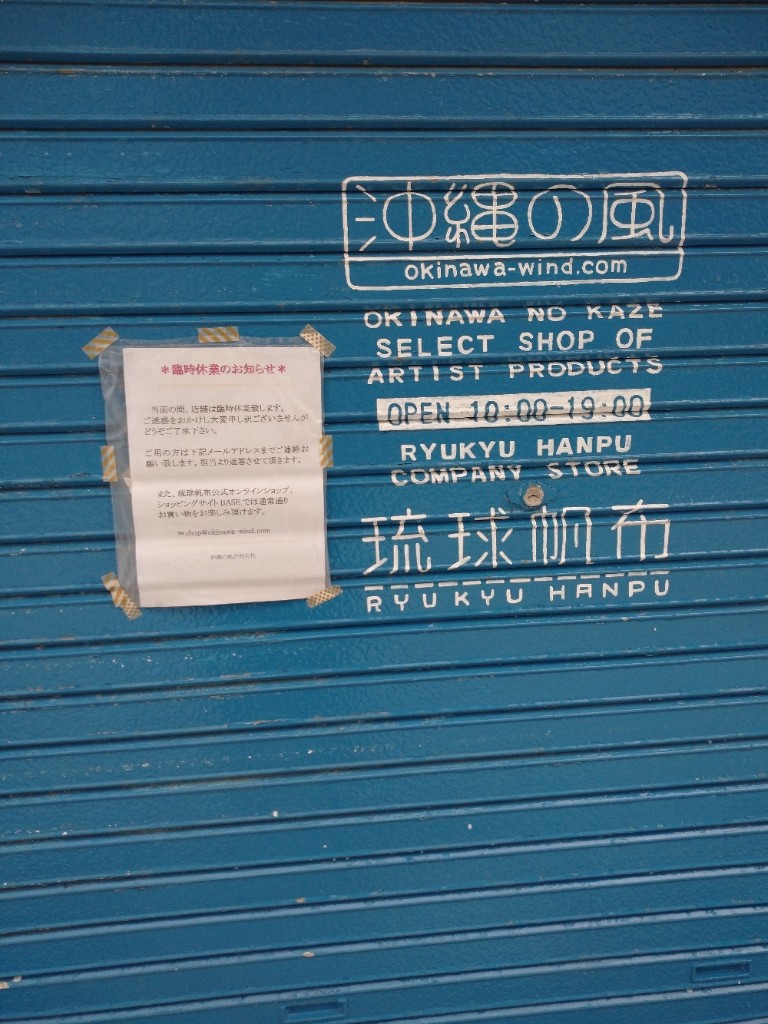 沖縄の風
okinawa-wind.com
OKINAWA NO KAZE
SELECT SHOP OF
ARTIST PRODUCTS
OPEN 10:00-19:00
RYUKYU HANPU
COMPANY STORE
琉球帆布
RYUKYU HANPU
*臨時休業のお知らせ*
当面の間、店舗は臨時休業致します。
ご迷惑をおかけし大変申し訳ございませんが
どうぞご了承下さい。
ご用の方は下記メールアドレスまでご連絡お
願い致します。担当より返答させて頂きます。
また、琉球帆布公式オンラインショップ、
ショッピングサイトBASEでは通常通り
お買い物をお楽しみ頂けます。
✉shop@okinawa-wind.com